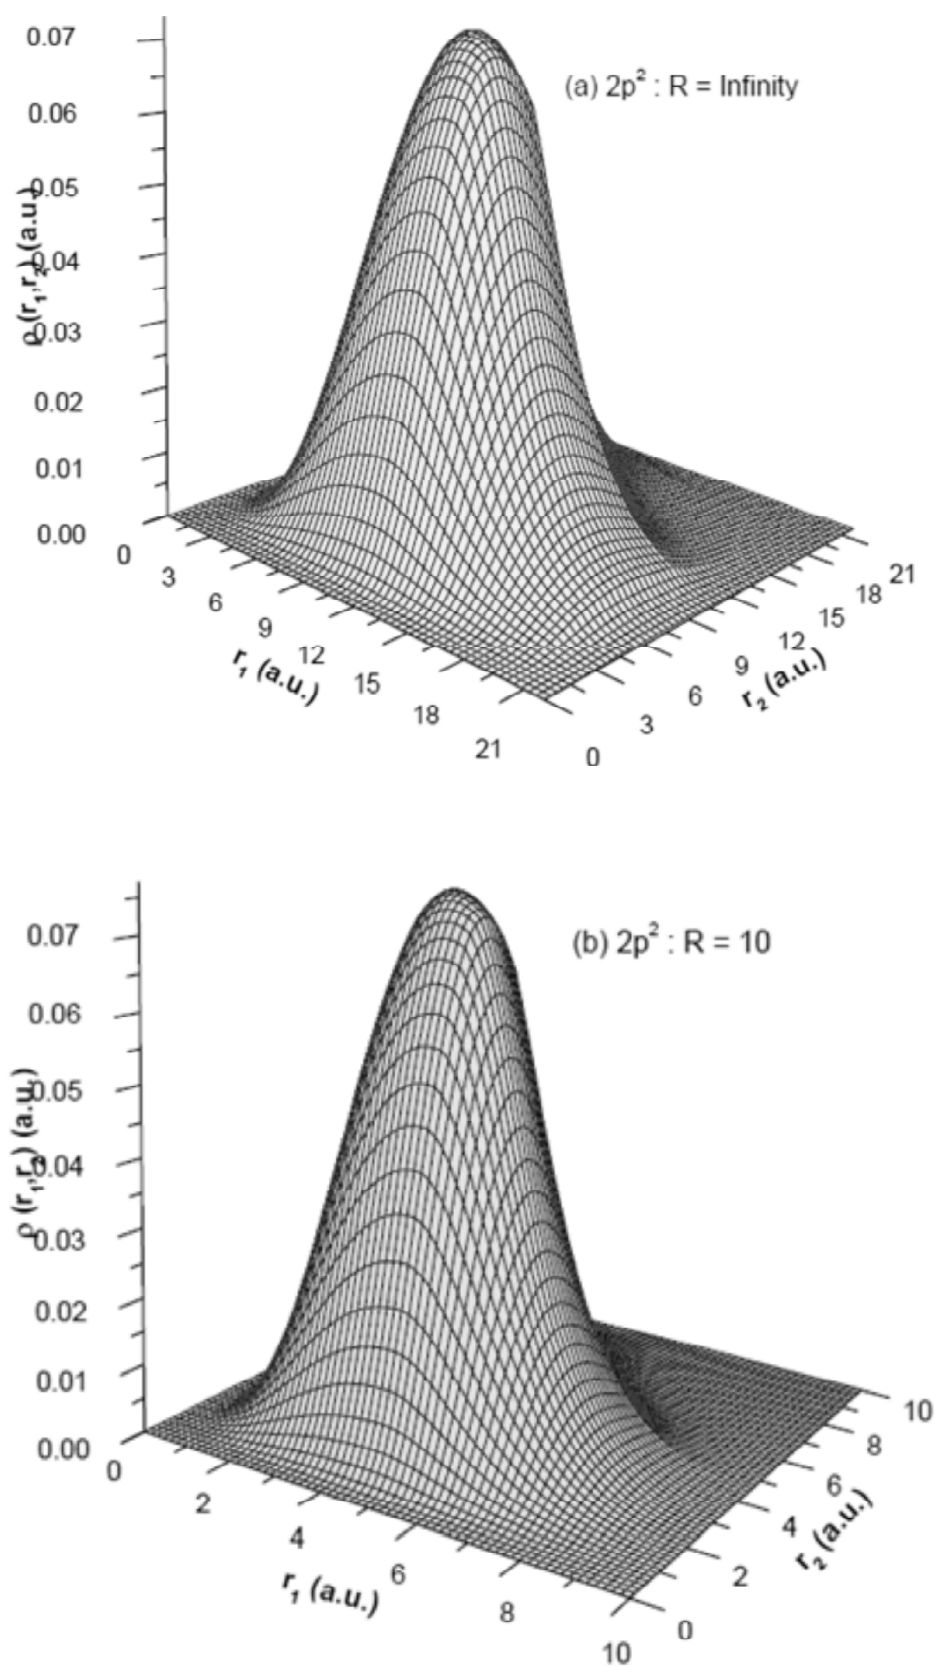 (a) 2p² : R = Infinity
ρ (r₁,r₂) (a.u.)
0.07
0.06
0.05
0.04
0.03
0.02
0.01
0.00
0 3 6 9 12 15 18 21
r₁ (a.u.)
0 3 6 9 12 15 18 21
r₂ (a.u.)
(b) 2p² : R = 10
ρ (r₁,r₂) (a.u.)
0.07
0.06
0.05
0.04
0.03
0.02
0.01
0.00
0 2 4 6 8 10
r₁ (a.u.)
0 2 4 6 8 10
r₂ (a.u.)